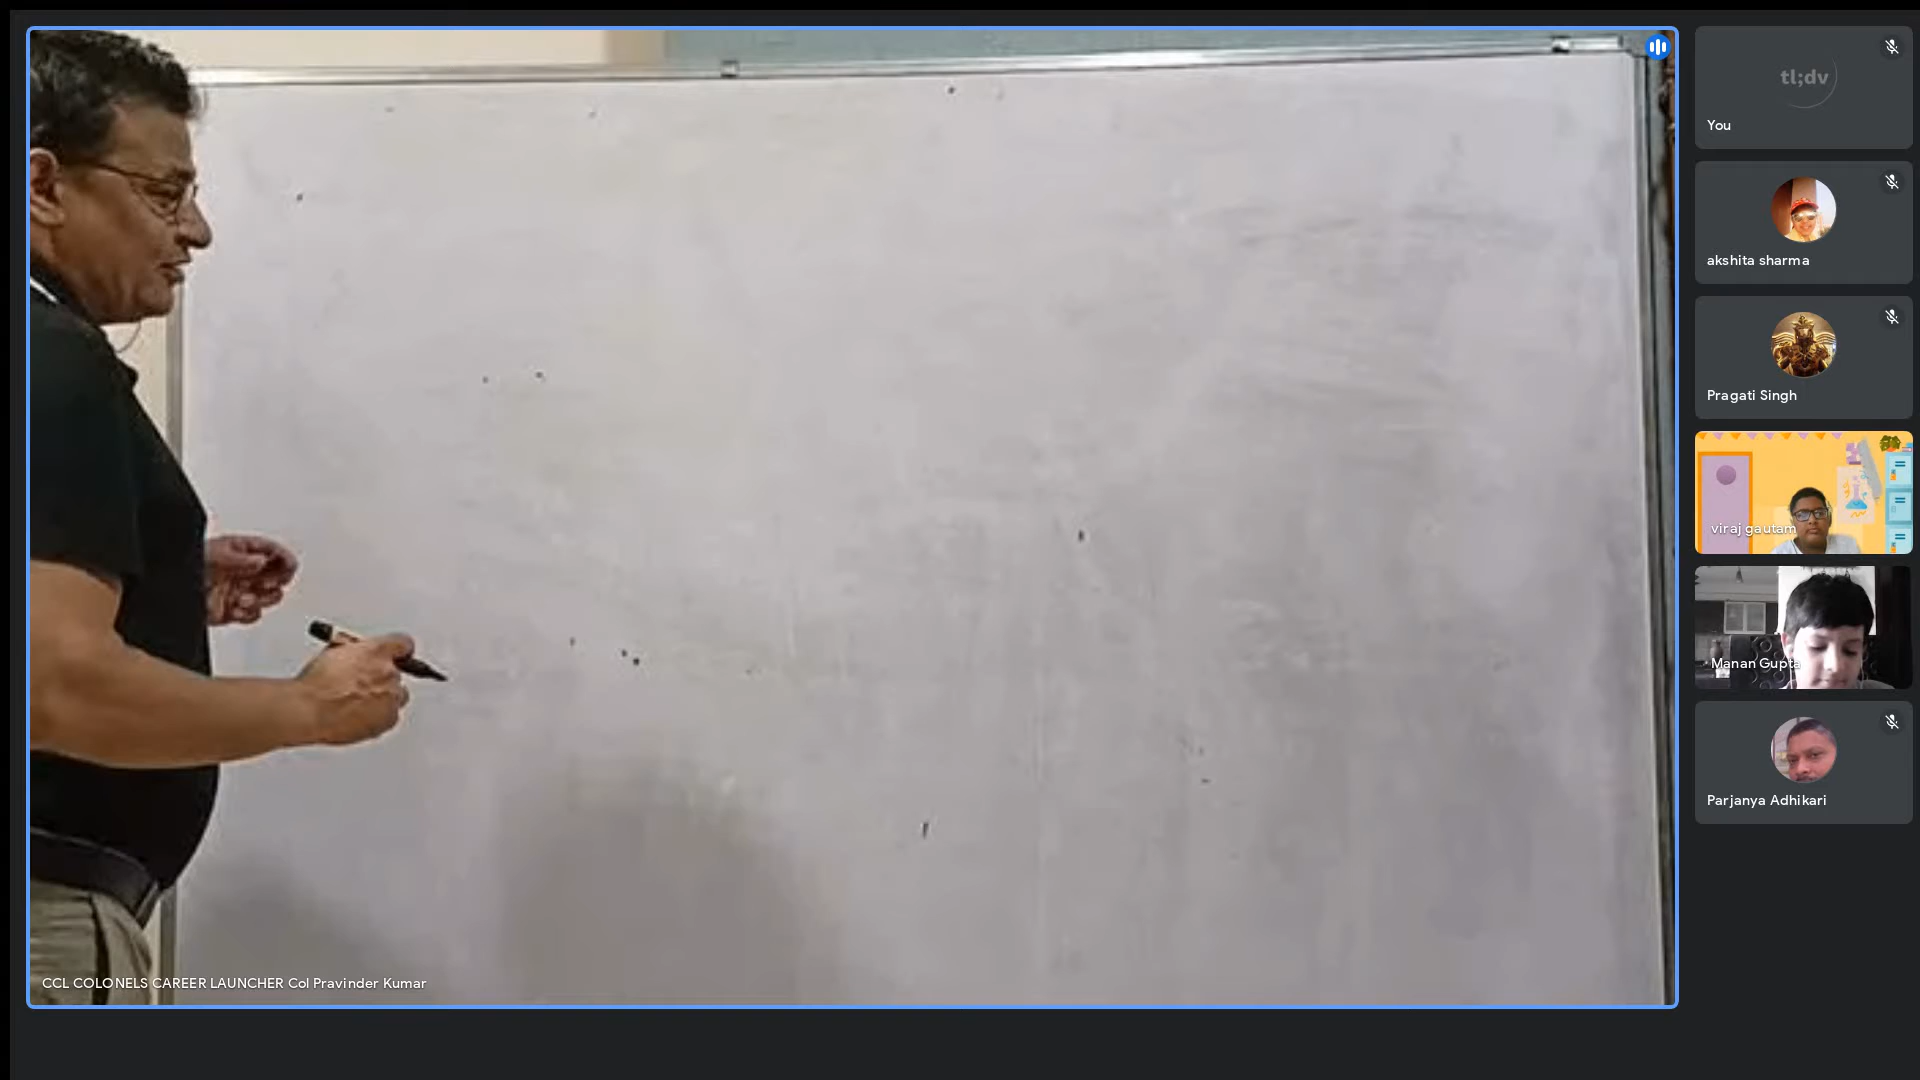 tl;dv
You
akshita sharma
Pragati Singh
viraj gautam
Manan Gupta
Parjanya Adhikari
CCL COLONELS CAREER LAUNCHER Col Pravinder Kumar